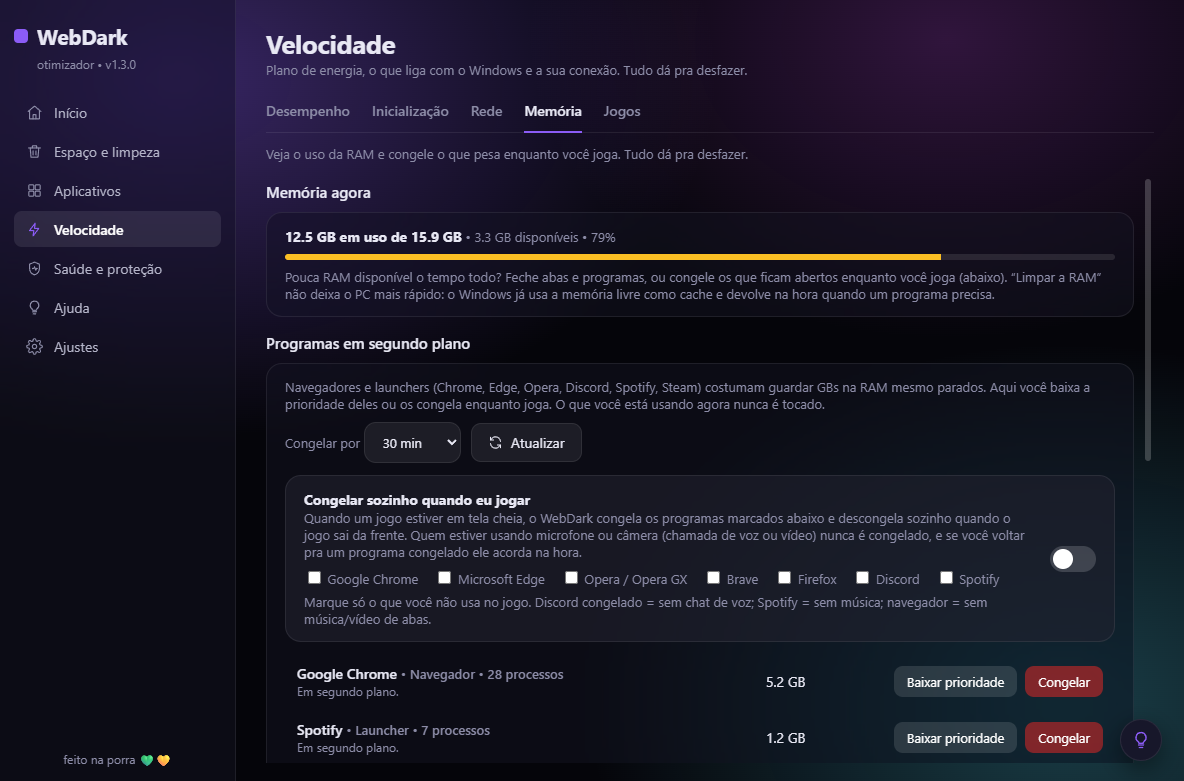 WebDark
otimizador • v1.3.0
Início
Espaço e limpeza
Aplicativos
Velocidade
Saúde e proteção
Ajuda
Ajustes
feito na porra 💚💛
Velocidade
Plano de energia, o que liga com o Windows e a sua conexão. Tudo dá pra desfazer.
Desempenho Inicialização Rede Memória Jogos
Veja o uso da RAM e congele o que pesa enquanto você joga. Tudo dá pra desfazer.
Memória agora
12.5 GB em uso de 15.9 GB • 3.3 GB disponíveis • 79%
Pouca RAM disponível o tempo todo? Feche abas e programas, ou congele os que ficam abertos enquanto você joga (abaixo). “Limpar a RAM”
não deixa o PC mais rápido: o Windows já usa a memória livre como cache e devolve na hora quando um programa precisa.
Programas em segundo plano
Navegadores e launchers (Chrome, Edge, Opera, Discord, Spotify, Steam) costumam guardar GBs na RAM mesmo parados. Aqui você baixa a
prioridade deles ou os congela enquanto joga. O que você está usando agora nunca é tocado.
Congelar por 30 min Atualizar
Congelar sozinho quando eu jogar
Quando um jogo estiver em tela cheia, o WebDark congela os programas marcados abaixo e descongela sozinho quando o
jogo sai da frente. Quem estiver usando microfone ou câmera (chamada de voz ou vídeo) nunca é congelado, e se você voltar
pra um programa congelado ele acorda na hora.
Google Chrome Microsoft Edge Opera / Opera GX Brave Firefox Discord Spotify
Marque só o que você não usa no jogo. Discord congelado = sem chat de voz; Spotify = sem música; navegador = sem
música/vídeo de abas.
Google Chrome • Navegador • 28 processos
Em segundo plano.
5.2 GB Baixar prioridade Congelar
Spotify • Launcher • 7 processos
Em segundo plano.
1.2 GB Baixar prioridade Congelar